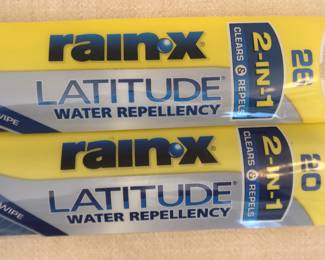 rain·x®
LATITUDE®
WATER REPELLENCY
2-IN-1
CLEARS & REPELS
26
WIPE
rain·x®
LATITUDE®
WATER REPELLENCY
2-IN-1
CLEARS & REPELS
20
WIPE